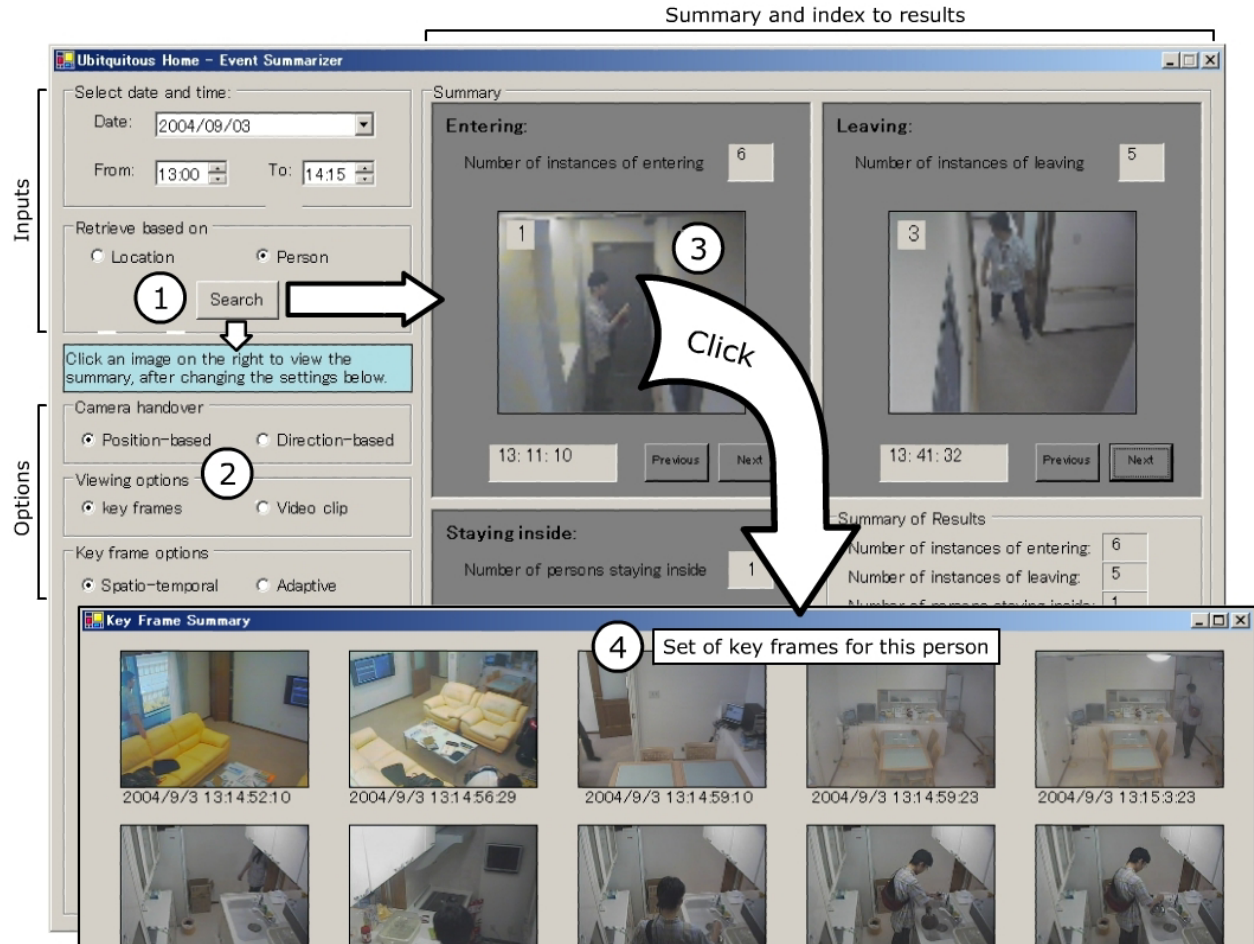 Summary and index to results
Ubitquitous Home - Event Summarizer
Inputs
Select date and time:
Date: 2004/09/03
From: 13:00 To: 14:15
Retrieve based on
Location Person
1 Search
Click an image on the right to view the
summary, after changing the settings below.
Options
Camera handover
Position-based Direction-based
2
Viewing options
key frames Video clip
Key frame options
Spatio-temporal Adaptive
Summary
Entering:
Number of instances of entering 6
1
3
Click
13:11:10 Previous Next
Leaving:
Number of instances of leaving 5
3
13:41:32 Previous Next
Staying inside:
Number of persons staying inside 1
Summary of Results
Number of instances of entering: 6
Number of instances of leaving: 5
Number of persons staying inside: 1
Key Frame Summary
4 Set of key frames for this person
2004/9/3 13:14:52:10 2004/9/3 13:14:56:29 2004/9/3 13:14:59:10 2004/9/3 13:14:59:23 2004/9/3 13:15:3:23